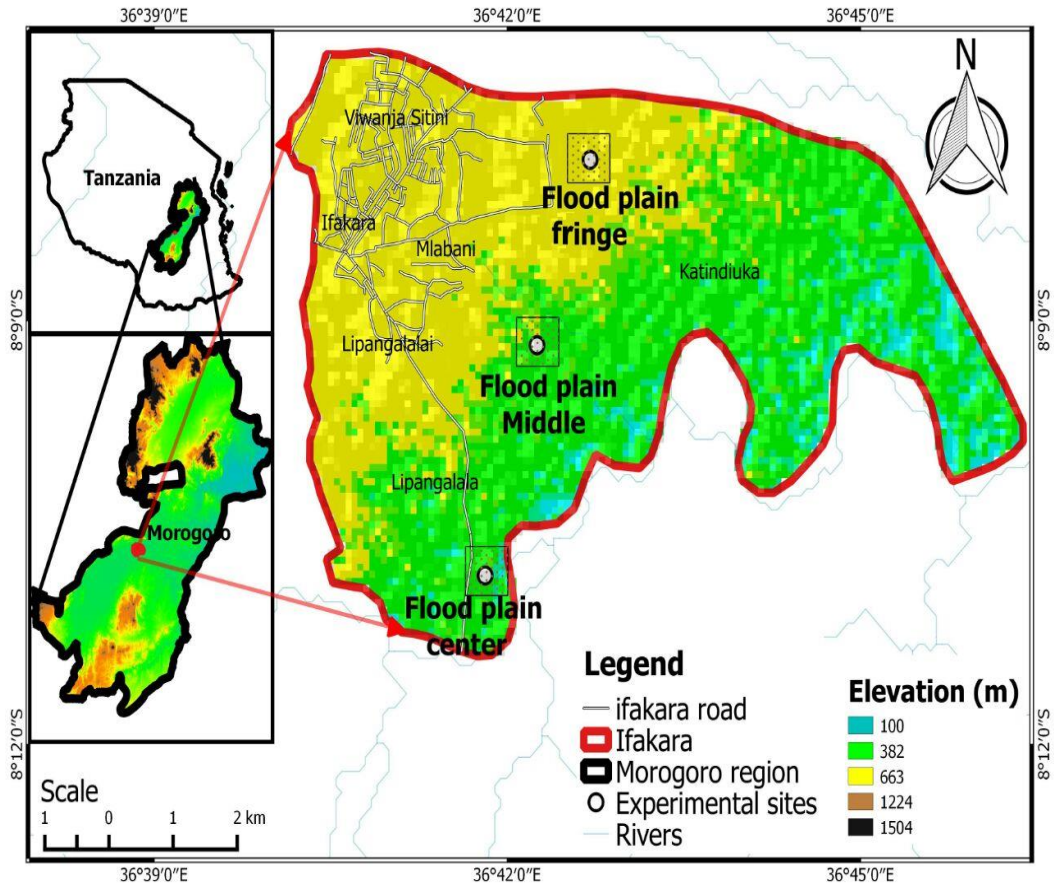 36°39'0"E
36°42'0"E
36°45'0"E
N
Tanzania
Viwanja Sitini
Flood plain
fringe
Ifakara
Mlabani
Katindiuka
8°9'0"S
8°9'0"S
Lipangalalai
Flood plain
Middle
Lipangalala
Morogoro
Flood plain
center
Legend
ifakara road
Ifakara
Morogoro region
Experimental sites
Rivers
Elevation (m)
100
382
663
1224
1504
8°12'0"S
8°12'0"S
Scale
1 0 1 2 km
36°39'0"E
36°42'0"E
36°45'0"E